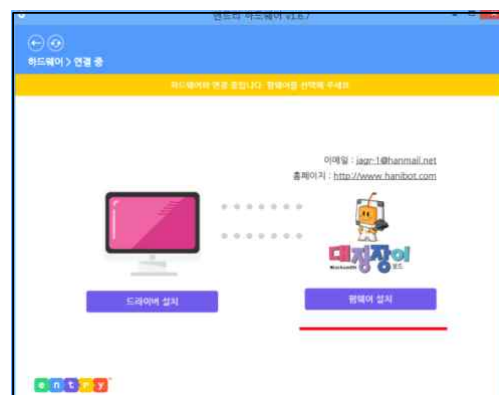 엔트리 하드웨어 v1.6.7
하드웨어 > 연결 중
하드웨어와 연결 중입니다. 펌웨어를 선택해 주세요.
이메일 : jagr-1@hanmail.net
홈페이지 : http://www.hanibot.com
대장장이
보드
드라이버 설치
펌웨어 설치
entry